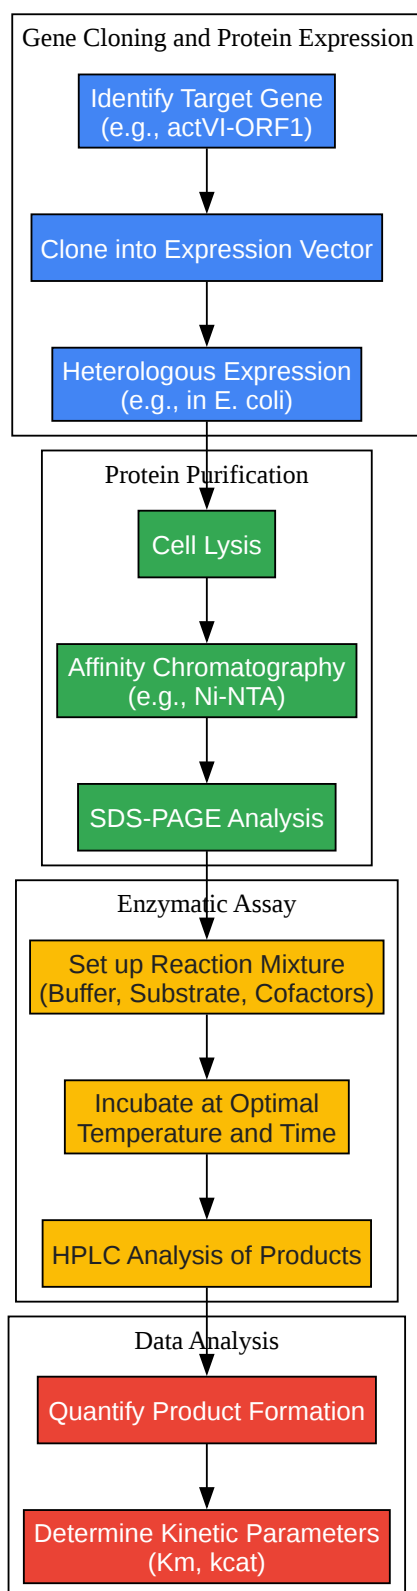 Gene Cloning and Protein Expression
Identify Target Gene
(e.g., actVI-ORF1)
Clone into Expression Vector
Heterologous Expression
(e.g., in E. coli)
Protein Purification
Cell Lysis
Affinity Chromatography
(e.g., Ni-NTA)
SDS-PAGE Analysis
Enzymatic Assay
Set up Reaction Mixture
(Buffer, Substrate, Cofactors)
Incubate at Optimal
Temperature and Time
HPLC Analysis of Products
Data Analysis
Quantify Product Formation
Determine Kinetic Parameters
(Km, kcat)